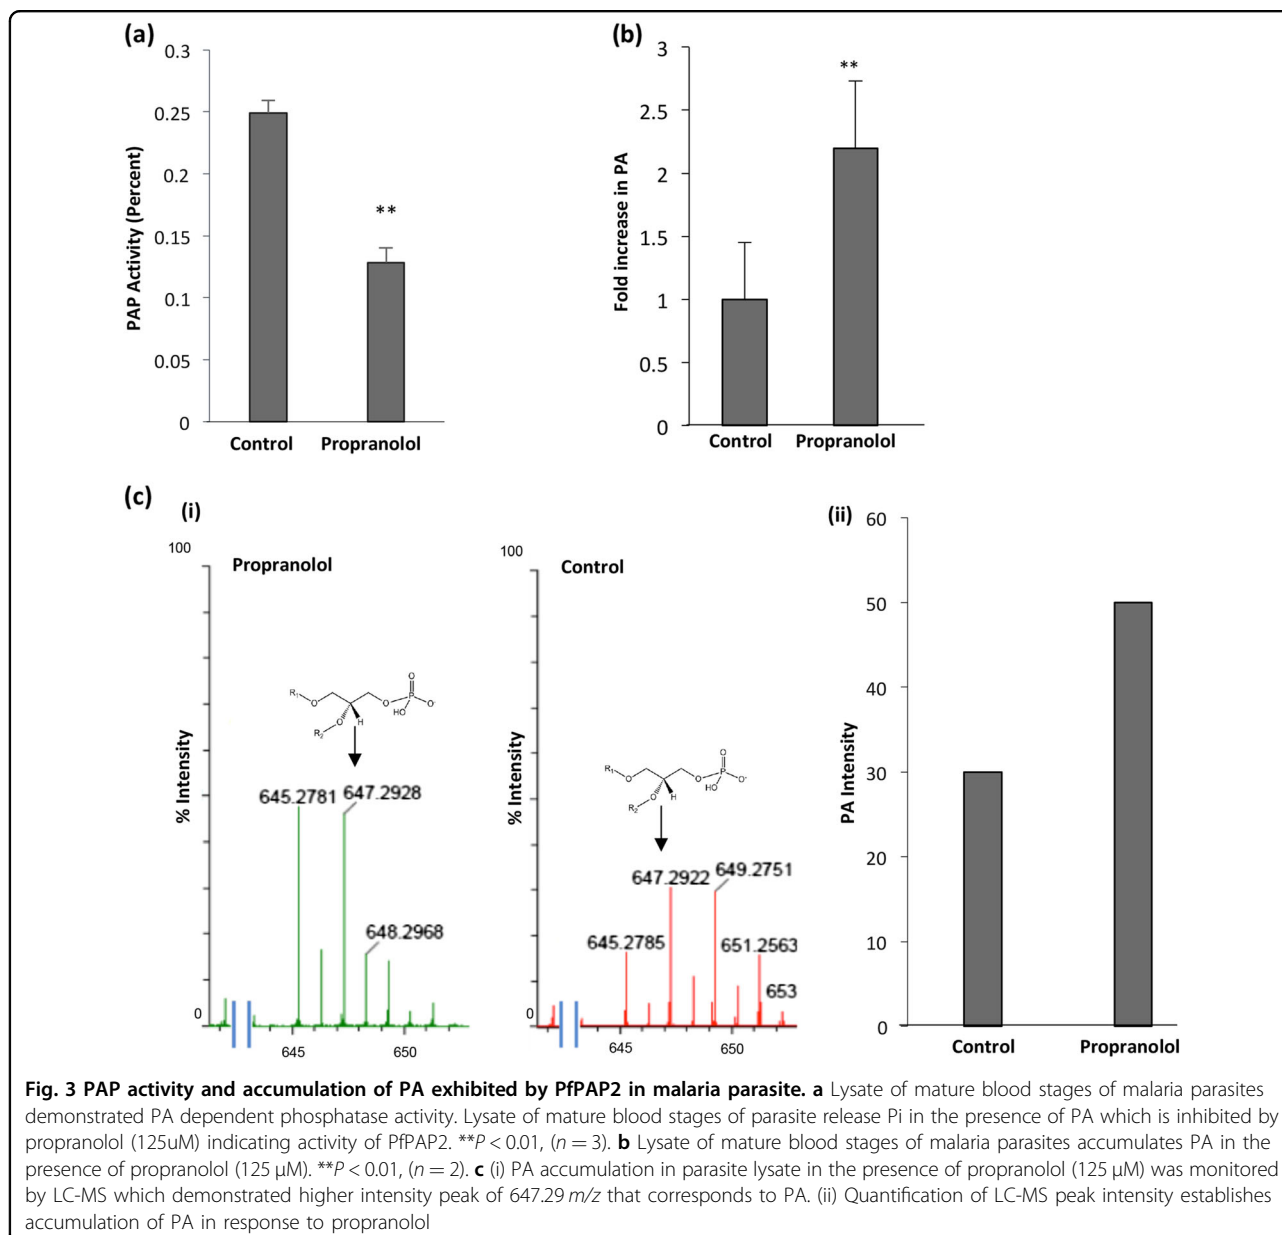 (a)
0.3
0.25
0.2
0.15
0.1
0.05
0
PAP Activity (Percent)
**
Control Propranolol
(b)
3
2.5
2
1.5
1
0.5
0
Fold increase in PA
**
Control Propranolol
(c)
(i)
100
Propranolol
% Intensity
R₁ O O P O O⁻ HO
R₂ O H
645.2781 647.2928
648.2968
0
645 650
100
Control
% Intensity
R₁ O O P O O⁻ HO
R₂ O H
647.2922 649.2751
645.2785 651.2563
653
0
645 650
(ii)
60
50
40
30
20
10
0
PA Intensity
Control Propranolol
Fig. 3 PAP activity and accumulation of PA exhibited by PfPAP2 in malaria parasite. a Lysate of mature blood stages of malaria parasites
demonstrated PA dependent phosphatase activity. Lysate of mature blood stages of parasite release Pi in the presence of PA which is inhibited by
propranolol (125uM) indicating activity of PfPAP2. **P < 0.01, (n = 3). b Lysate of mature blood stages of malaria parasites accumulates PA in the
presence of propranolol (125 µM). **P < 0.01, (n = 2). c (i) PA accumulation in parasite lysate in the presence of propranolol (125 µM) was monitored
by LC-MS which demonstrated higher intensity peak of 647.29 m/z that corresponds to PA. (ii) Quantification of LC-MS peak intensity establishes
accumulation of PA in response to propranolol